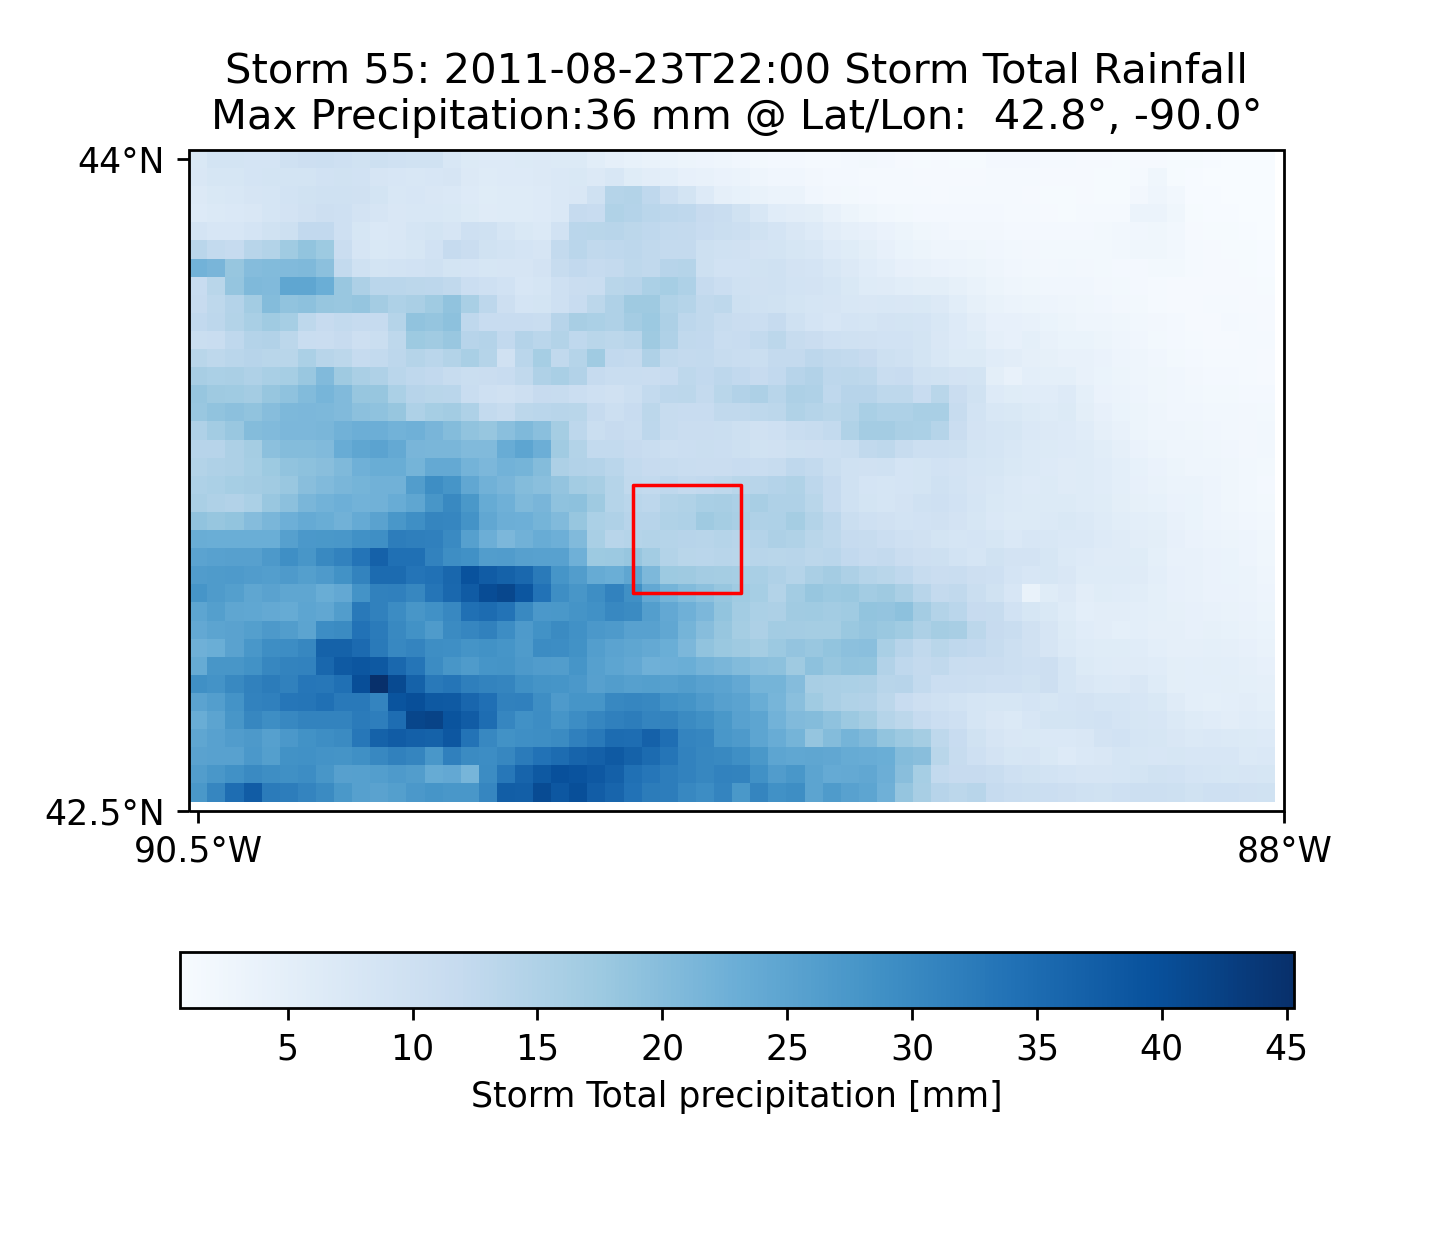 Storm 55: 2011-08-23T22:00 Storm Total Rainfall
Max Precipitation:36 mm @ Lat/Lon:  42.8°, -90.0°
44°N
42.5°N
90.5°W 88°W
5 10 15 20 25 30 35 40 45
Storm Total precipitation [mm]